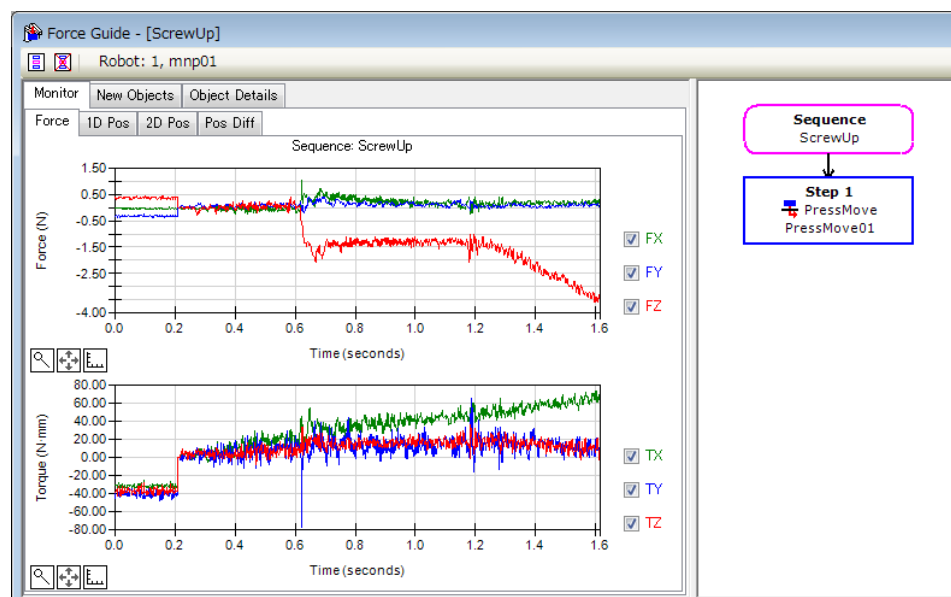 Force Guide - [ScrewUp]
Robot: 1, mnp01
Monitor New Objects Object Details
Force 1D Pos 2D Pos Pos Diff
Sequence: ScrewUp
1.50
0.50
-0.50
-1.50
-2.50
-4.00
Force (N)
0.0 0.2 0.4 0.6 0.8 1.0 1.2 1.4 1.6
Time (seconds)
FX
FY
FZ
80.00
60.00
40.00
20.00
0.00
-20.00
-40.00
-60.00
-80.00
Torque (N·mm)
0.0 0.2 0.4 0.6 0.8 1.0 1.2 1.4 1.6
Time (seconds)
TX
TY
TZ
Sequence
ScrewUp
Step 1
PressMove
PressMove01